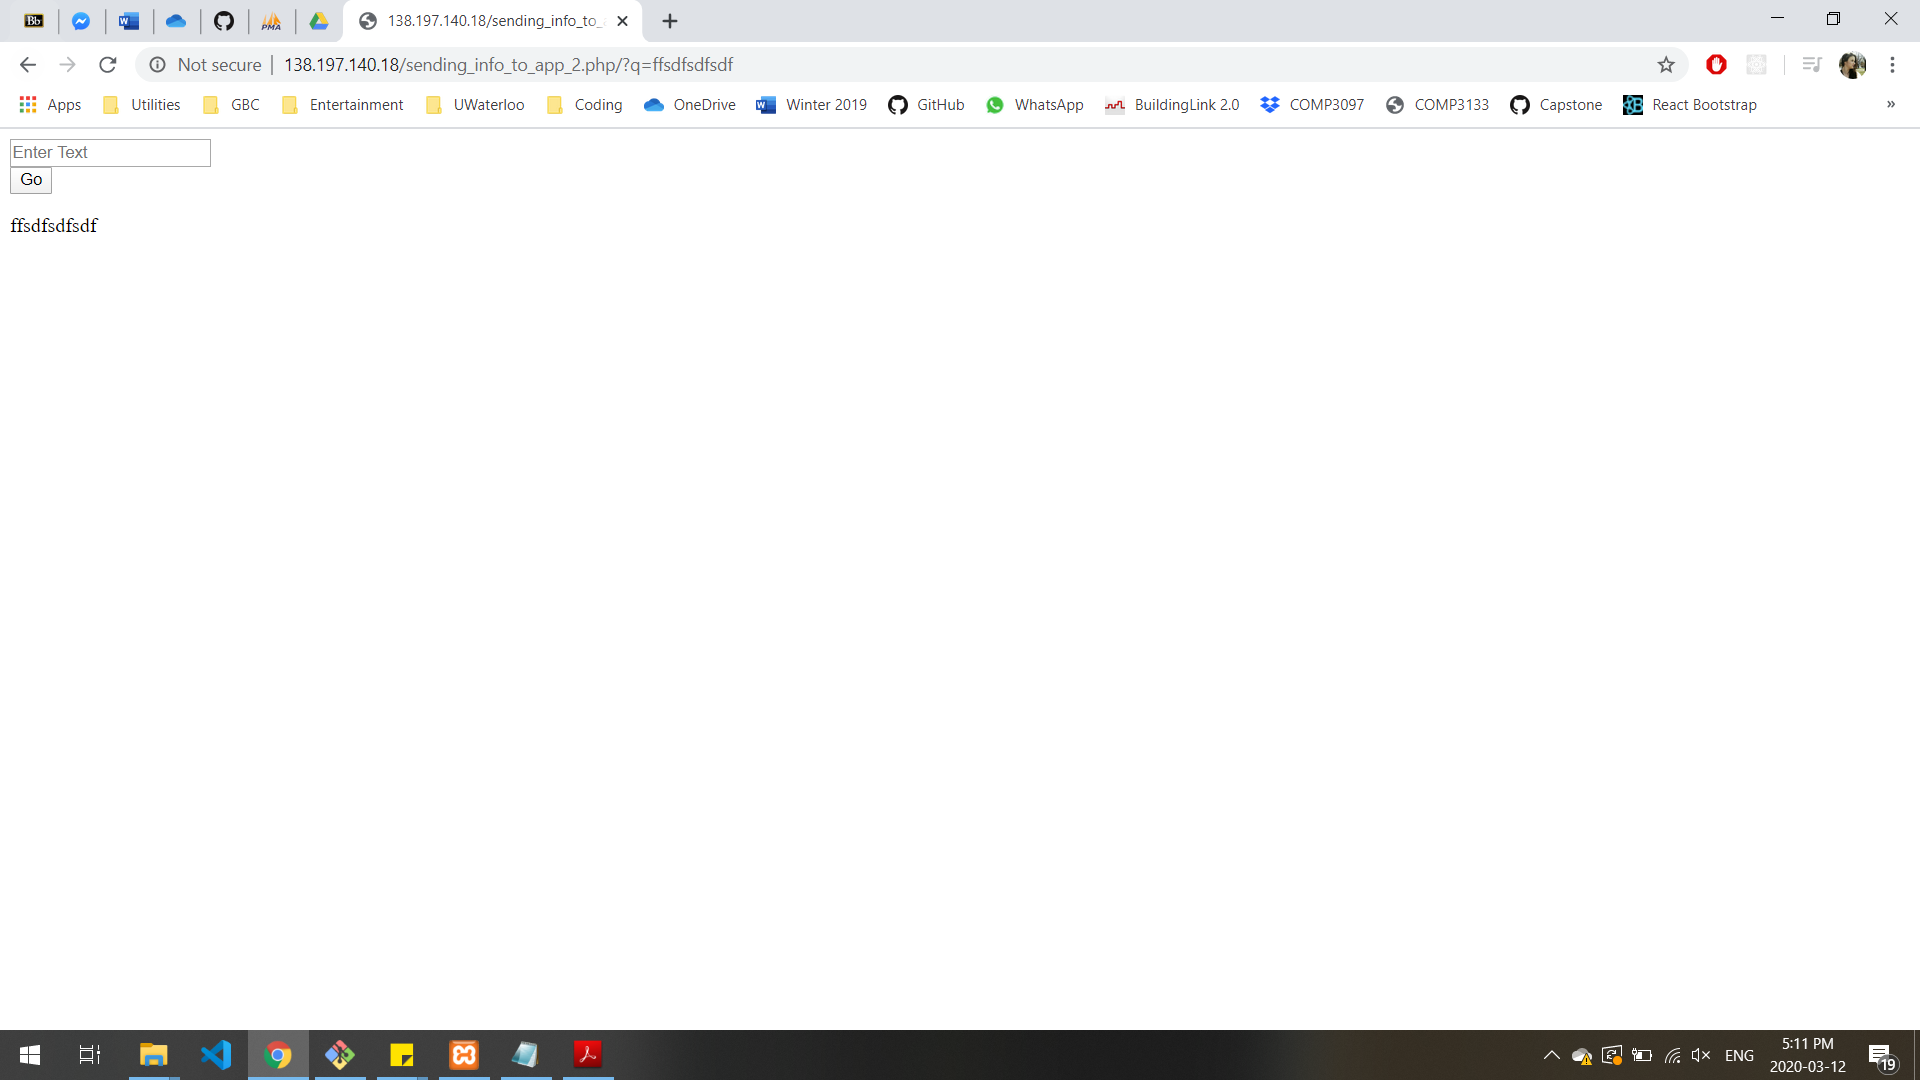 Bb
PMA
138.197.140.18/sending_info_to_
Not secure 138.197.140.18/sending_info_to_app_2.php/?q=ffsdfsdfsdf
Apps Utilities GBC Entertainment UWaterloo Coding OneDrive Winter 2019 GitHub WhatsApp BuildingLink 2.0 COMP3097 COMP3133 Capstone React Bootstrap »
Enter Text
Go
ffsdfsdfsdf
ENG
5:11 PM
2020-03-12
19